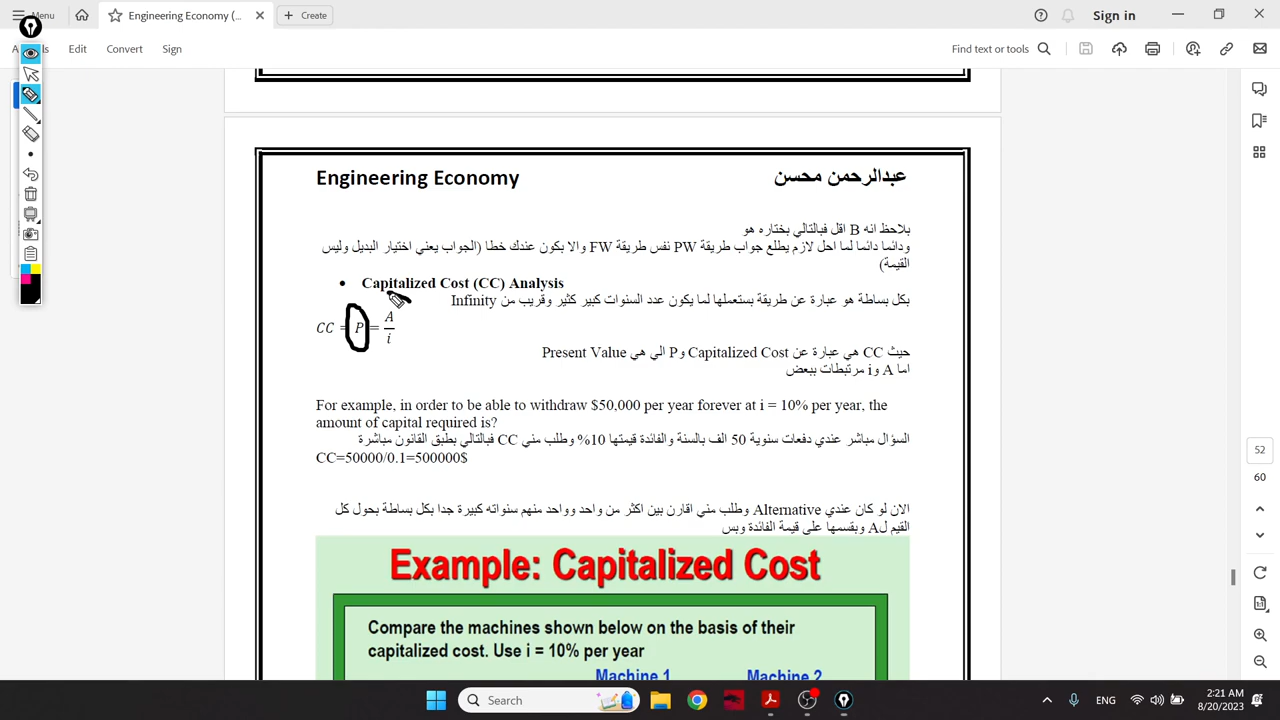 Menu
Engineering Economy (...
Create
Sign in
Edit
Convert
Sign
Find text or tools
Engineering Economy
عبدالرحمن محسن
بلاحظ انه B اقل فبالتالي بختاره هو
ودائما دائما لما احل لازم يطلع جواب طريقة PW نفس طريقة FW والا بكون عندك خطا (الجواب يعني اختيار البديل وليس
القيمة)
• Capitalized Cost (CC) Analysis
بكل بساطة هو عبارة عن طريقة بستعملها لما يكون عدد السنوات كبير كثير وقريب من Infinity
CC = P = A/i
حيث CC هي عبارة عن Capitalized Cost وP الي هي Present Value
اما A وi مرتبطات ببعض
For example, in order to be able to withdraw $50,000 per year forever at i = 10% per year, the
amount of capital required is?
السؤال مباشر عندي دفعات سنوية 50 الف بالسنة والفائدة قيمتها 10% وطلب مني CC فبالتالي بطبق القانون مباشرة
CC=50000/0.1=500000$
الان لو كان عندي Alternative وطلب مني اقارن بين اكثر من واحد وواحد منهم سنواته كبيرة جدا بكل بساطة بحول كل
القيم لA وبقسمها على قيمة الفائدة وبس
Example: Capitalized Cost
Compare the machines shown below on the basis of their
capitalized cost. Use i = 10% per year
Machine 1 Machine 2
52
60
Search
ENG
2:21 AM
8/20/2023